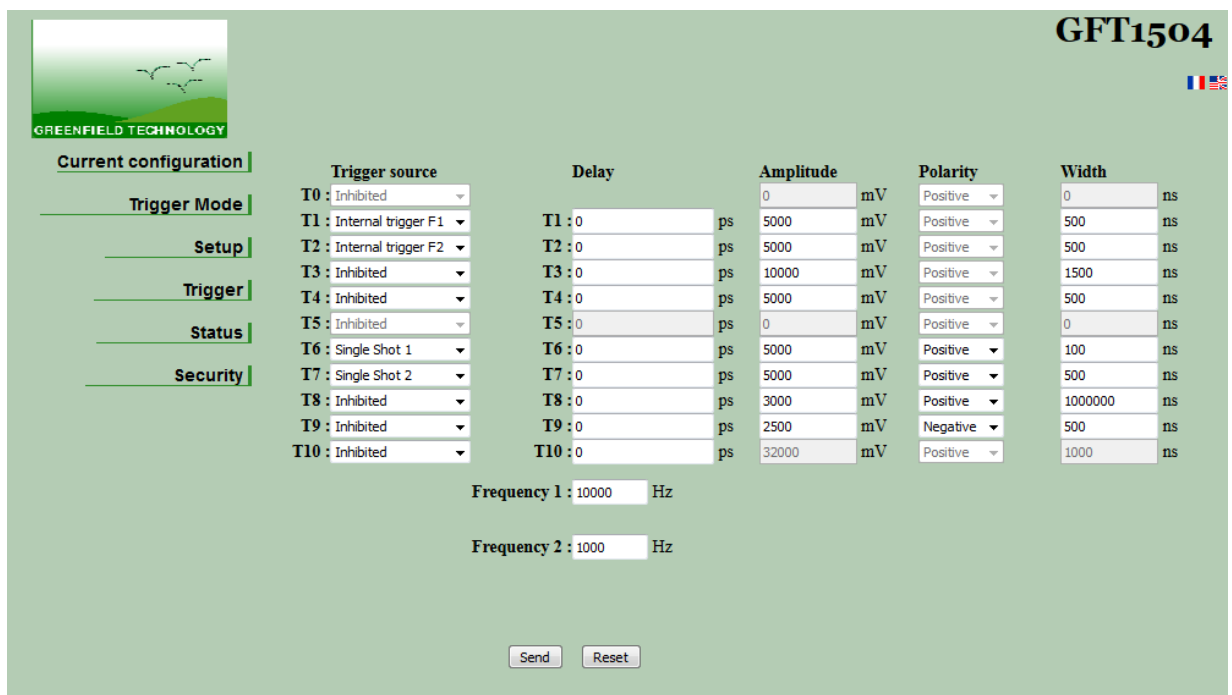 GFT1504
GREENFIELD TECHNOLOGY
Current configuration
Trigger Mode
Setup
Trigger
Status
Security
Trigger source Delay Amplitude Polarity Width
T0 : Inhibited 0 mV Positive 0 ns
T1 : Internal trigger F1 T1 : 0 ps 5000 mV Positive 500 ns
T2 : Internal trigger F2 T2 : 0 ps 5000 mV Positive 500 ns
T3 : Inhibited T3 : 0 ps 10000 mV Positive 1500 ns
T4 : Inhibited T4 : 0 ps 5000 mV Positive 500 ns
T5 : Inhibited T5 : 0 ps 0 mV Positive 0 ns
T6 : Single Shot 1 T6 : 0 ps 5000 mV Positive 100 ns
T7 : Single Shot 2 T7 : 0 ps 5000 mV Positive 500 ns
T8 : Inhibited T8 : 0 ps 3000 mV Positive 1000000 ns
T9 : Inhibited T9 : 0 ps 2500 mV Negative 500 ns
T10 : Inhibited T10 : 0 ps 32000 mV Positive 1000 ns
Frequency 1 : 10000 Hz
Frequency 2 : 1000 Hz
Send Reset